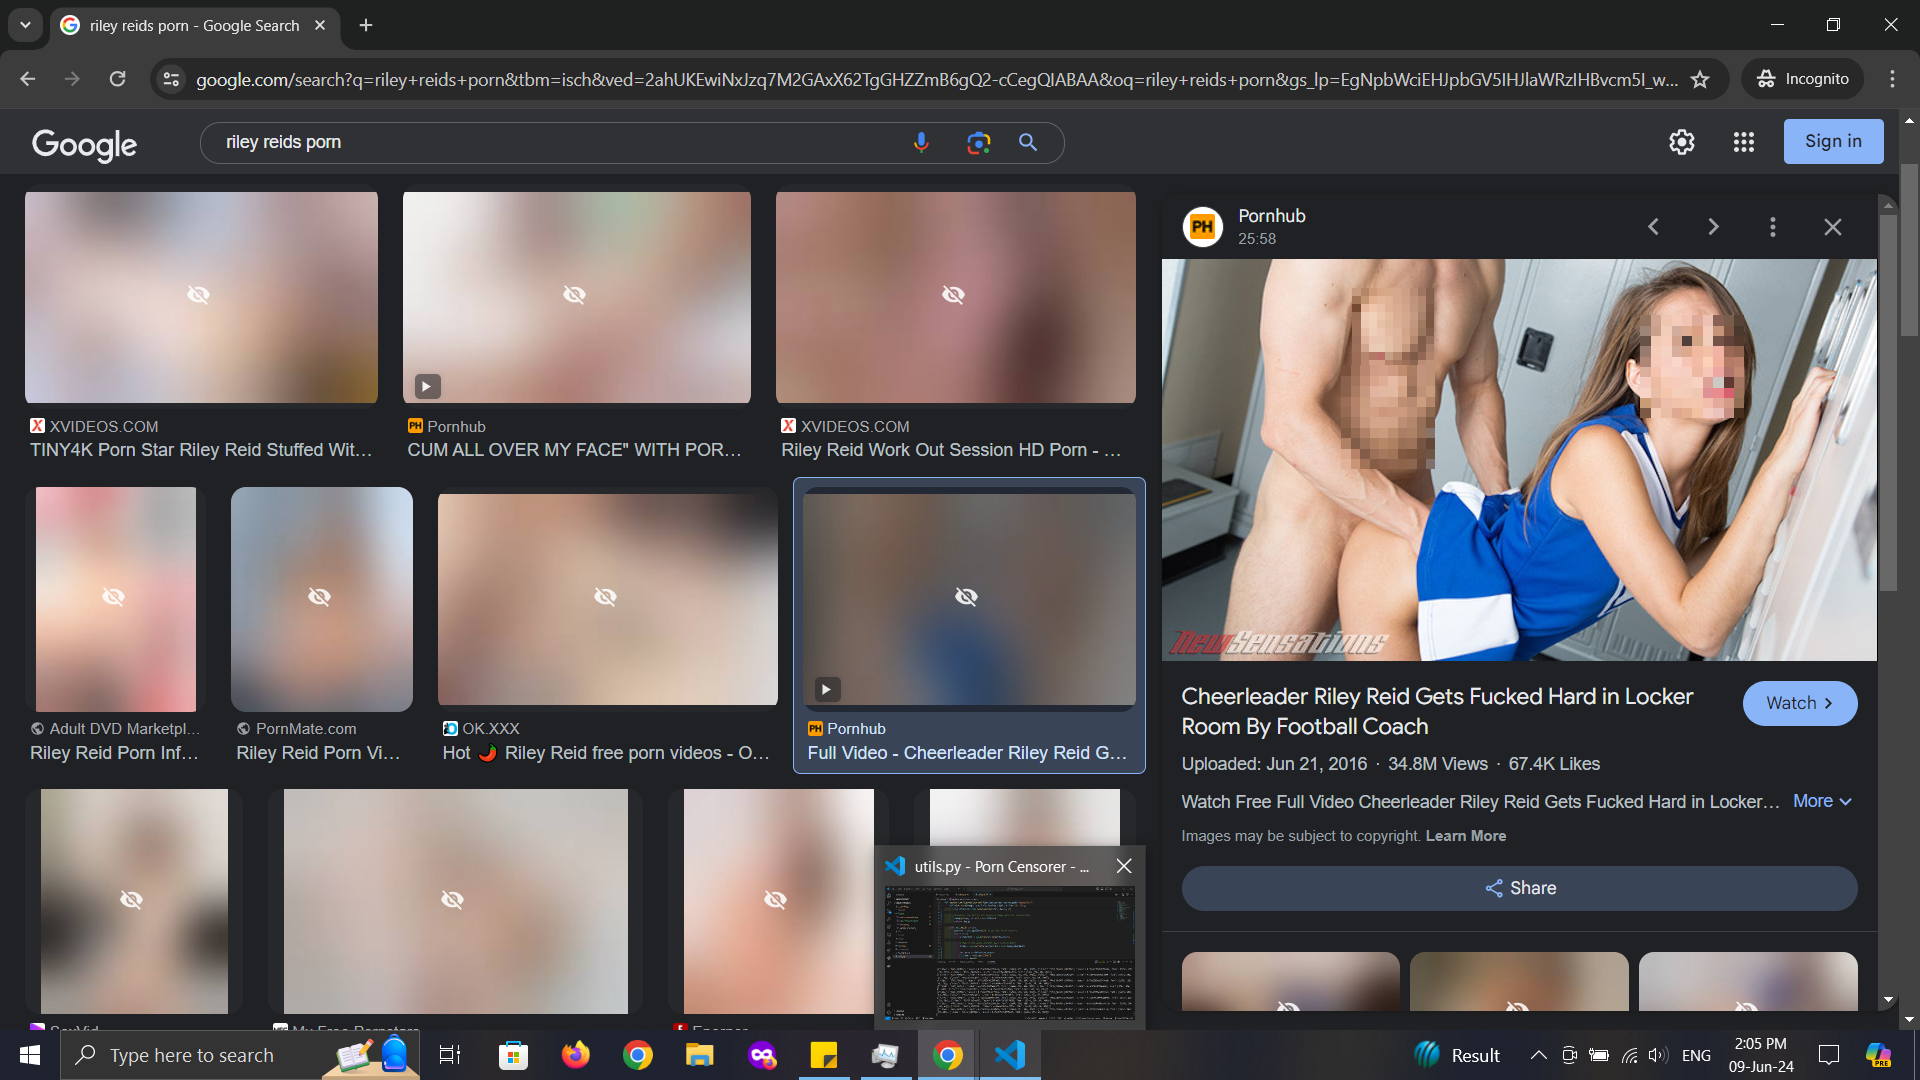 riley reids porn - Google Search
google.com/search?q=riley+reids+porn&tbm=isch&ved=2ahUKEwiNxJzq7M2GAxX62TgGHZZmB6gQ2-cCegQIABAA&oq=riley+reids+porn&gs_lp=EgNpbWciEHJpbGV5IHJlaWRzIHBvcm5I_w...
Incognito
Google
riley reids porn
Sign in
PH
Pornhub
25:58
XVIDEOS.COM
TINY4K Porn Star Riley Reid Stuffed Wit...
PH Pornhub
CUM ALL OVER MY FACE" WITH POR...
XVIDEOS.COM
Riley Reid Work Out Session HD Porn - ...
NewSensations
Adult DVD Marketpl...
Riley Reid Porn Inf...
PornMate.com
Riley Reid Porn Vi...
OK.XXX
Hot 🌶 Riley Reid free porn videos - O...
PH Pornhub
Full Video - Cheerleader Riley Reid G...
Cheerleader Riley Reid Gets Fucked Hard in Locker
Room By Football Coach
Watch
Uploaded: Jun 21, 2016 · 34.8M Views · 67.4K Likes
Watch Free Full Video Cheerleader Riley Reid Gets Fucked Hard in Locker... More
Images may be subject to copyright. Learn More
Share
utils.py - Porn Censorer - ...
Type here to search
Result
ENG
2:05 PM
09-Jun-24
PRE